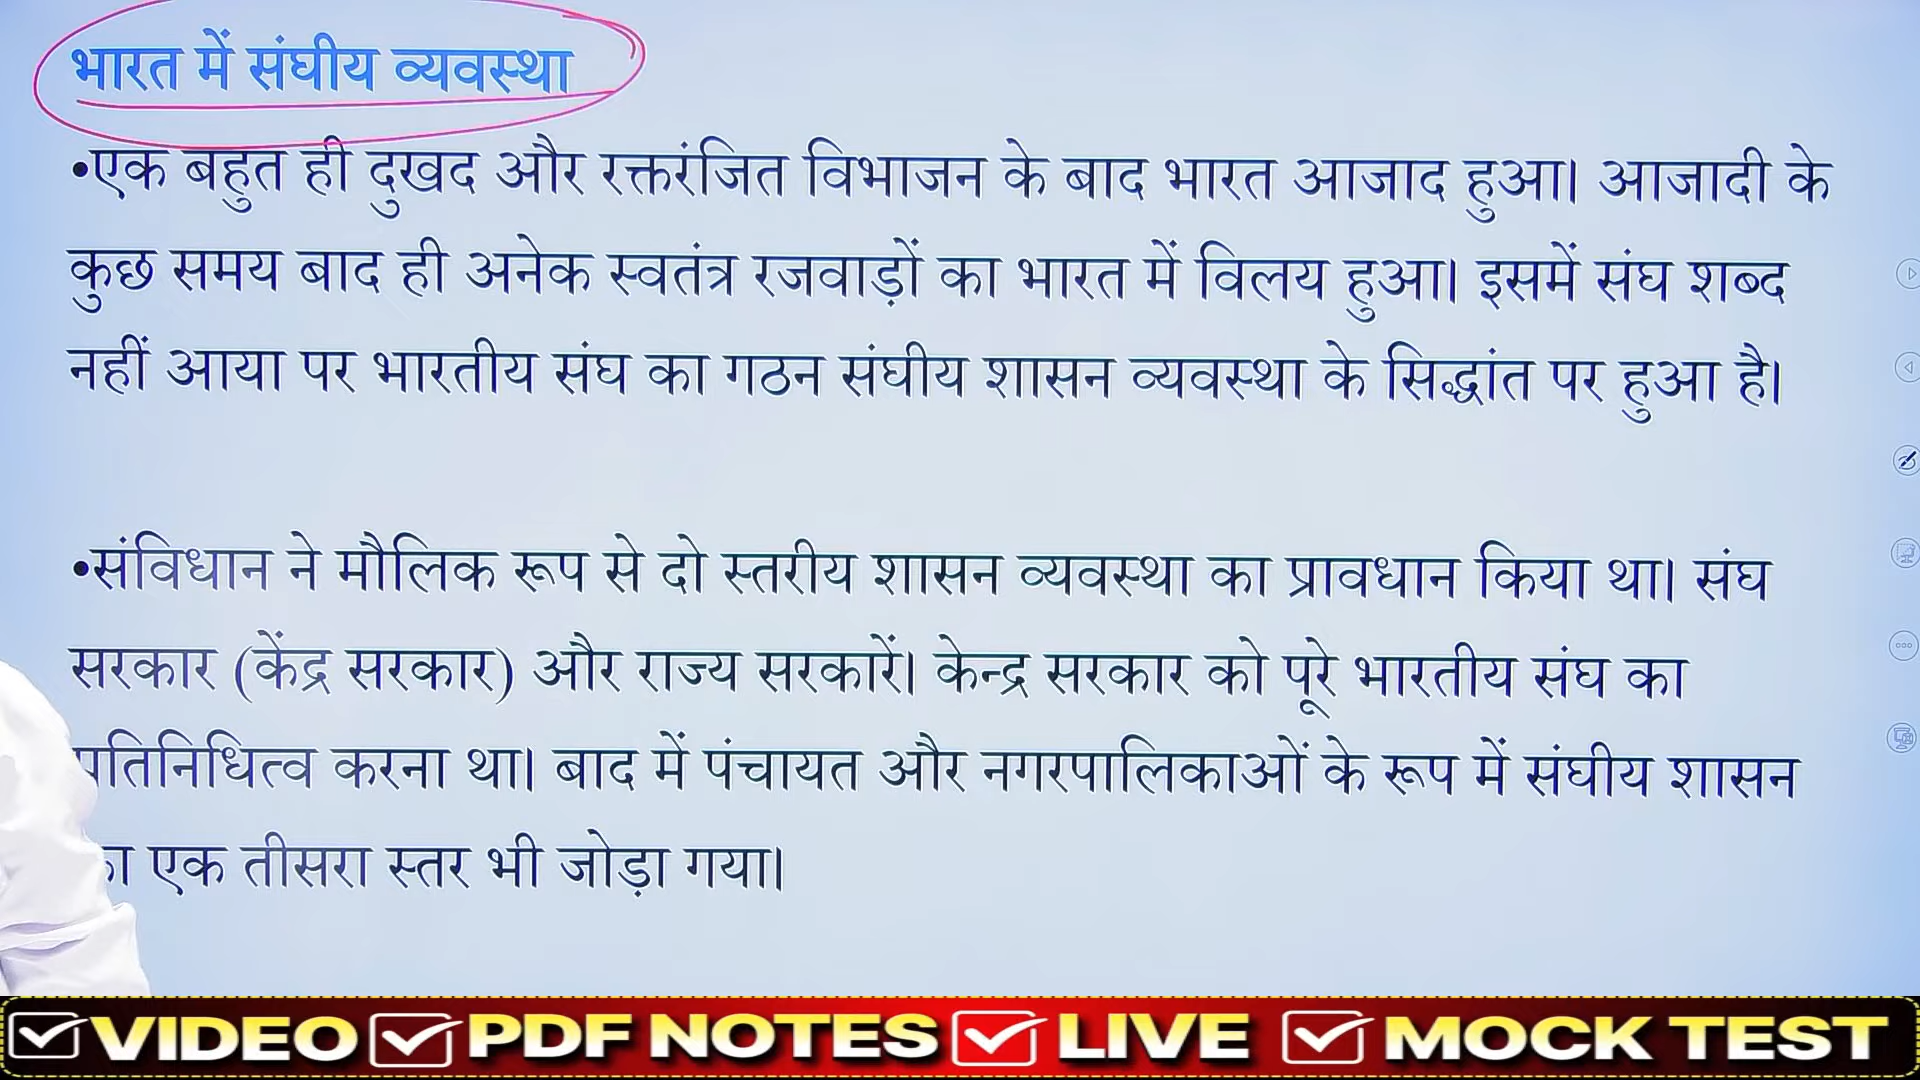 भारत में संघीय व्यवस्था
•एक बहुत ही दुखद और रक्तरंजित विभाजन के बाद भारत आजाद हुआ। आजादी के
कुछ समय बाद ही अनेक स्वतंत्र रजवाड़ों का भारत में विलय हुआ। इसमें संघ शब्द
नहीं आया पर भारतीय संघ का गठन संघीय शासन व्यवस्था के सिद्धांत पर हुआ है।
•संविधान ने मौलिक रूप से दो स्तरीय शासन व्यवस्था का प्रावधान किया था। संघ
सरकार (केंद्र सरकार) और राज्य सरकारें। केन्द्र सरकार को पूरे भारतीय संघ का
प्रतिनिधित्व करना था। बाद में पंचायत और नगरपालिकाओं के रूप में संघीय शासन
एक तीसरा स्तर भी जोड़ा गया।
VIDEO PDF NOTES LIVE MOCK TEST